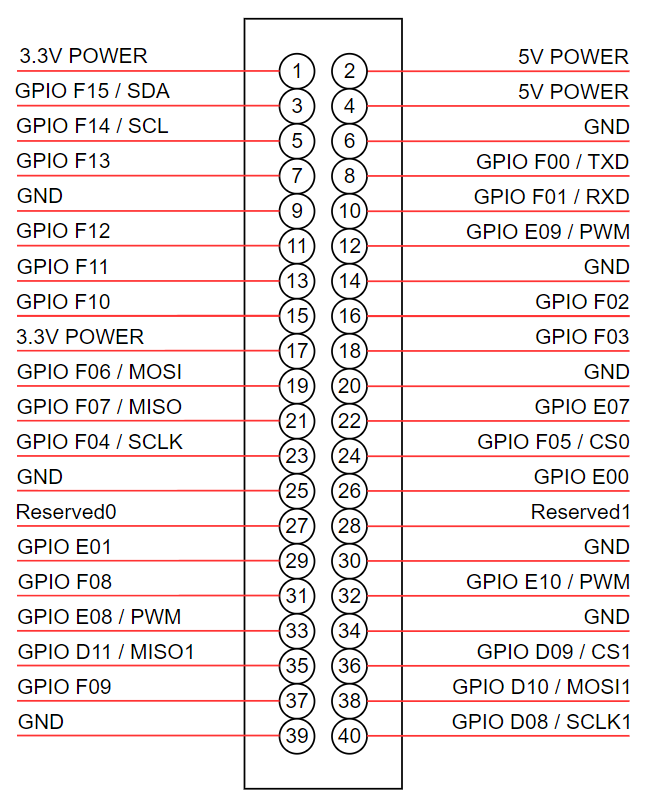 3.3V POWER 1 2 5V POWER
GPIO F15 / SDA 3 4 5V POWER
GPIO F14 / SCL 5 6 GND
GPIO F13 7 8 GPIO F00 / TXD
GND 9 10 GPIO F01 / RXD
GPIO F12 11 12 GPIO E09 / PWM
GPIO F11 13 14 GND
GPIO F10 15 16 GPIO F02
3.3V POWER 17 18 GPIO F03
GPIO F06 / MOSI 19 20 GND
GPIO F07 / MISO 21 22 GPIO E07
GPIO F04 / SCLK 23 24 GPIO F05 / CS0
GND 25 26 GPIO E00
Reserved0 27 28 Reserved1
GPIO E01 29 30 GND
GPIO F08 31 32 GPIO E10 / PWM
GPIO E08 / PWM 33 34 GND
GPIO D11 / MISO1 35 36 GPIO D09 / CS1
GPIO F09 37 38 GPIO D10 / MOSI1
GND 39 40 GPIO D08 / SCLK1